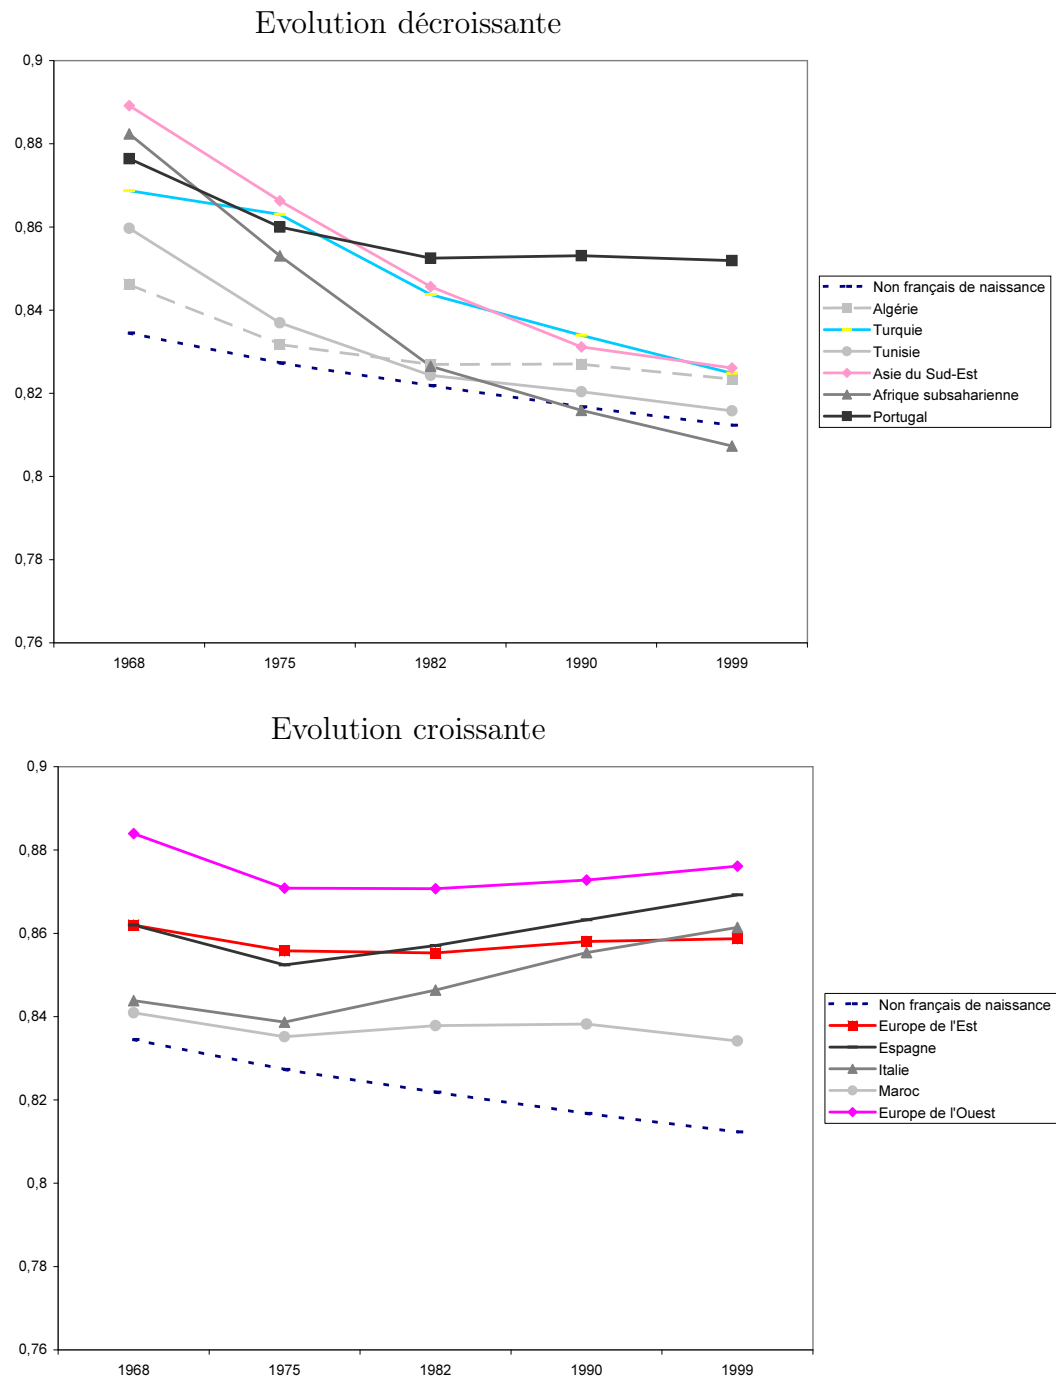 Evolution décroissante
0,9
0,88
0,86
0,84
0,82
0,8
0,78
0,76
1968 1975 1982 1990 1999
Non français de naissance
Algérie
Turquie
Tunisie
Asie du Sud-Est
Afrique subsaharienne
Portugal
Evolution croissante
0,9
0,88
0,86
0,84
0,82
0,8
0,78
0,76
1968 1975 1982 1990 1999
Non français de naissance
Europe de l'Est
Espagne
Italie
Maroc
Europe de l'Ouest